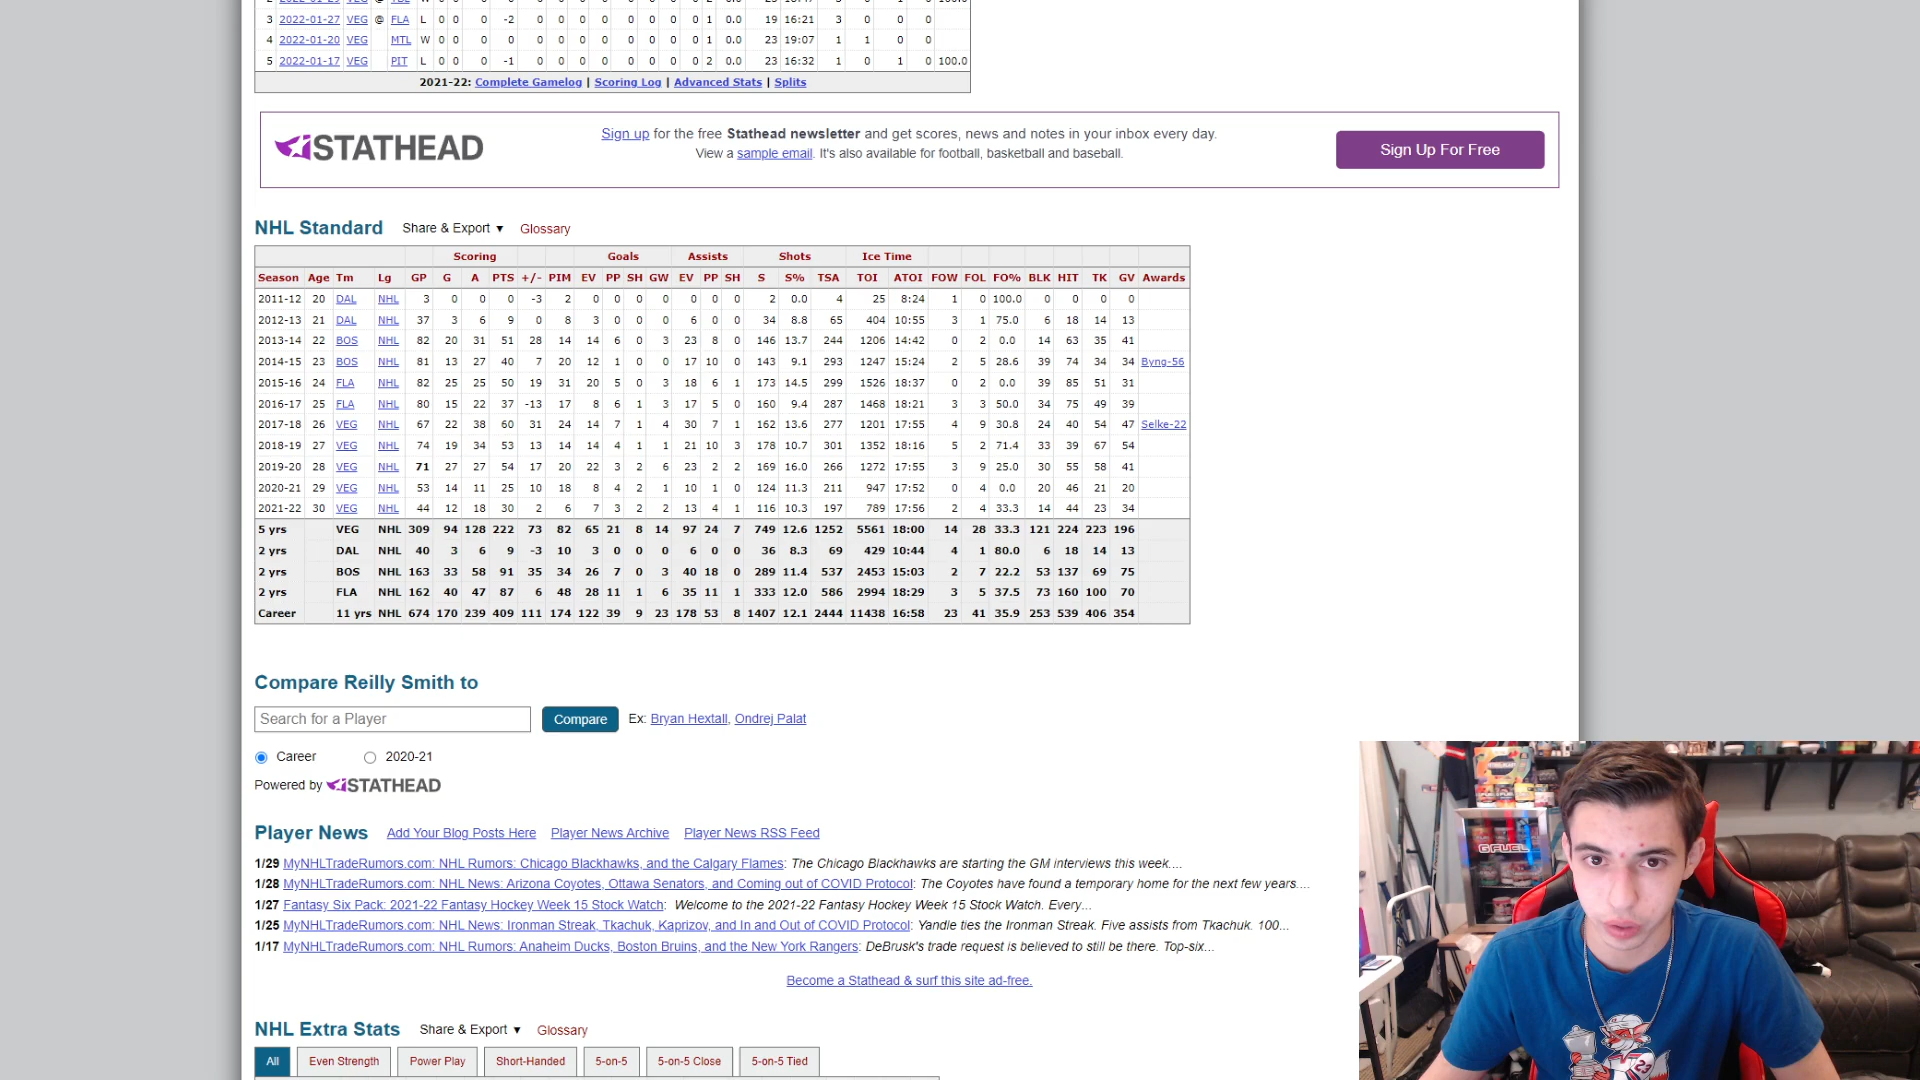 3 2022-01-27 VEG @ FLA L 0 0 0 -2 0 0 0 0 0 0 0 0 1 0.0 19 16:21 3 0 0 0
4 2022-01-20 VEG MTL W 0 0 0 0 0 0 0 0 0 0 0 0 1 0.0 23 19:07 1 1 0 0
5 2022-01-17 VEG PIT L 0 0 0 -1 0 0 0 0 0 0 0 0 2 0.0 23 16:32 1 0 1 0 100.0
2021-22: Complete Gamelog | Scoring Log | Advanced Stats | Splits
STATHEAD
Sign up for the free Stathead newsletter and get scores, news and notes in your inbox every day.
View a sample email. It's also available for football, basketball and baseball.
Sign Up For Free
NHL Standard Share & Export ▼ Glossary
Scoring Goals Assists Shots Ice Time
Season Age Tm Lg GP G A PTS +/- PIM EV PP SH GW EV PP SH S S% TSA TOI ATOI FOW FOL FO% BLK HIT TK GV Awards
2011-12 20 DAL NHL 3 0 0 0 -3 2 0 0 0 0 0 0 0 2 0.0 4 25 8:24 1 0 100.0 0 0 0 0
2012-13 21 DAL NHL 37 3 6 9 0 8 3 0 0 0 6 0 0 34 8.8 65 404 10:55 3 1 75.0 6 18 14 13
2013-14 22 BOS NHL 82 20 31 51 28 14 14 6 0 3 23 8 0 146 13.7 244 1206 14:42 0 2 0.0 14 63 35 41
2014-15 23 BOS NHL 81 13 27 40 7 20 12 1 0 0 17 10 0 143 9.1 293 1247 15:24 2 5 28.6 39 74 34 34 Byng-56
2015-16 24 FLA NHL 82 25 25 50 19 31 20 5 0 3 18 6 1 173 14.5 299 1526 18:37 0 2 0.0 39 85 51 31
2016-17 25 FLA NHL 80 15 22 37 -13 17 8 6 1 3 17 5 0 160 9.4 287 1468 18:21 3 3 50.0 34 75 49 39
2017-18 26 VEG NHL 67 22 38 60 31 24 14 7 1 4 30 7 1 162 13.6 277 1201 17:55 4 9 30.8 24 40 54 47 Selke-22
2018-19 27 VEG NHL 74 19 34 53 13 14 14 4 1 1 21 10 3 178 10.7 301 1352 18:16 5 2 71.4 33 39 67 54
2019-20 28 VEG NHL 71 27 27 54 17 20 22 3 2 6 23 2 2 169 16.0 266 1272 17:55 3 9 25.0 30 55 58 41
2020-21 29 VEG NHL 53 14 11 25 10 18 8 4 2 1 10 1 0 124 11.3 211 947 17:52 0 4 0.0 20 46 21 20
2021-22 30 VEG NHL 44 12 18 30 2 6 7 3 2 2 13 4 1 116 10.3 197 789 17:56 2 4 33.3 14 44 23 34
5 yrs VEG NHL 309 94 128 222 73 82 65 21 8 14 97 24 7 749 12.6 1252 5561 18:00 14 28 33.3 121 224 223 196
2 yrs DAL NHL 40 3 6 9 -3 10 3 0 0 0 6 0 0 36 8.3 69 429 10:44 4 1 80.0 6 18 14 13
2 yrs BOS NHL 163 33 58 91 35 34 26 7 0 3 40 18 0 289 11.4 537 2453 15:03 2 7 22.2 53 137 69 75
2 yrs FLA NHL 162 40 47 87 6 48 28 11 1 6 35 11 1 333 12.0 586 2994 18:29 3 5 37.5 73 160 100 70
Career 11 yrs NHL 674 170 239 409 111 174 122 39 9 23 178 53 8 1407 12.1 2444 11438 16:58 23 41 35.9 253 539 406 354
Compare Reilly Smith to
Search for a Player Compare Ex: Bryan Hextall, Ondrej Palat
Career 2020-21
Powered by STATHEAD
Player News Add Your Blog Posts Here Player News Archive Player News RSS Feed
1/29 MyNHLTradeRumors.com: NHL Rumors: Chicago Blackhawks, and the Calgary Flames: The Chicago Blackhawks are starting the GM interviews this week....
1/28 MyNHLTradeRumors.com: NHL News: Arizona Coyotes, Ottawa Senators, and Coming out of COVID Protocol: The Coyotes have found a temporary home for the next few years....
1/27 Fantasy Six Pack: 2021-22 Fantasy Hockey Week 15 Stock Watch: Welcome to the 2021-22 Fantasy Hockey Week 15 Stock Watch. Every...
1/25 MyNHLTradeRumors.com: NHL News: Ironman Streak, Tkachuk, Kaprizov, and In and Out of COVID Protocol: Yandle ties the Ironman Streak. Five assists from Tkachuk. 100...
1/17 MyNHLTradeRumors.com: NHL Rumors: Anaheim Ducks, Boston Bruins, and the New York Rangers: DeBrusk's trade request is believed to still be there. Top-six...
Become a Stathead & surf this site ad-free.
NHL Extra Stats Share & Export ▼ Glossary
All Even Strength Power Play Short-Handed 5-on-5 5-on-5 Close 5-on-5 Tied
G FUEL
23